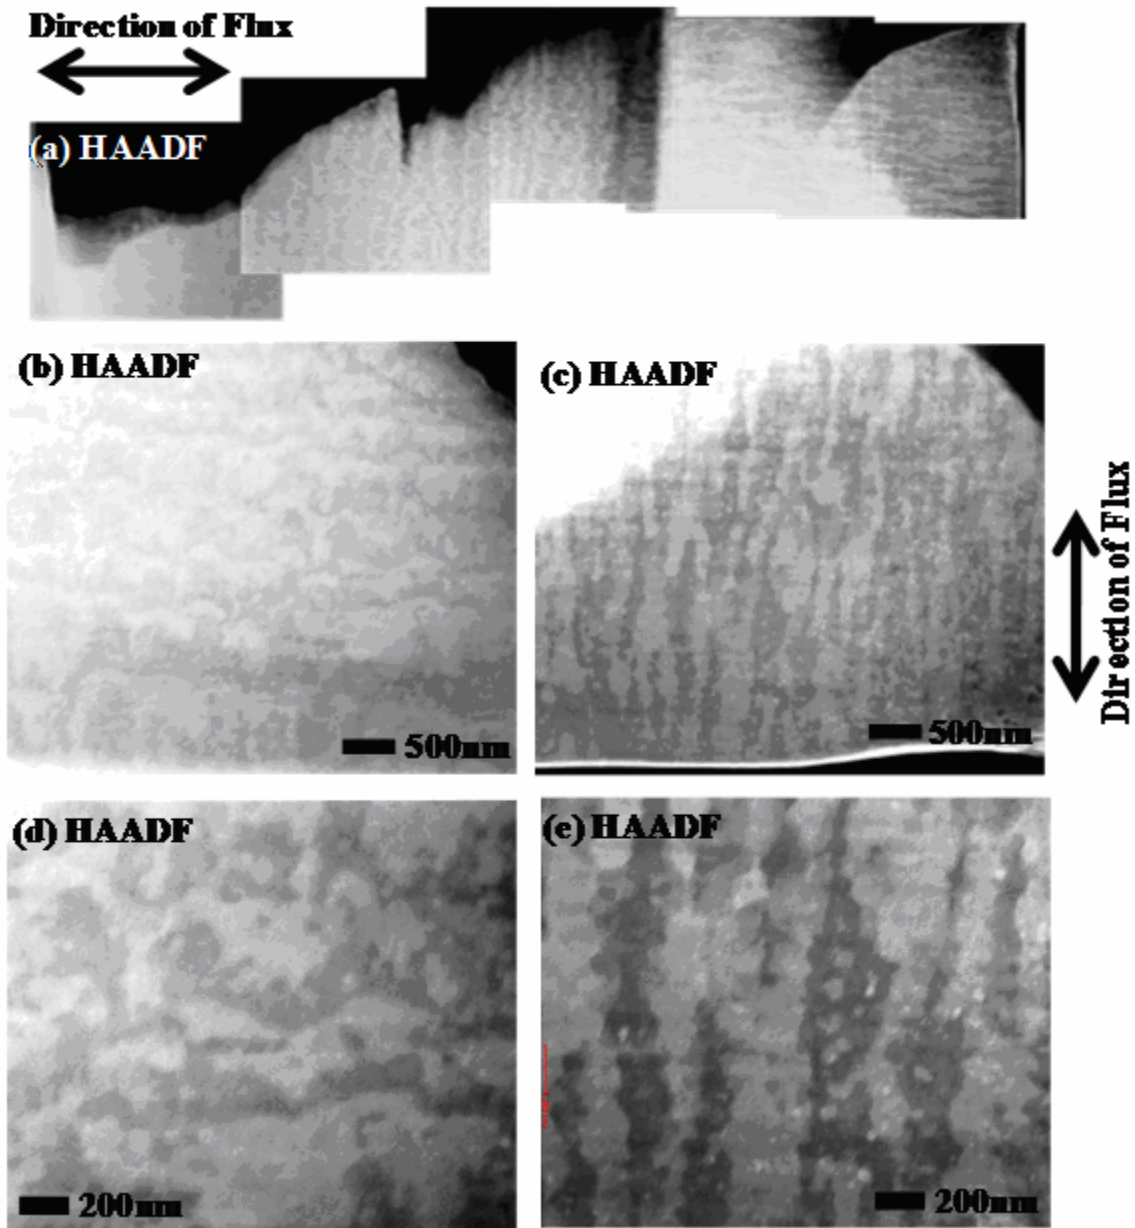 Direction of Flux
(a) HAADF
(b) HAADF
(c) HAADF
Direction of Flux
500nm
500nm
(d) HAADF
(e) HAADF
200nm
200nm